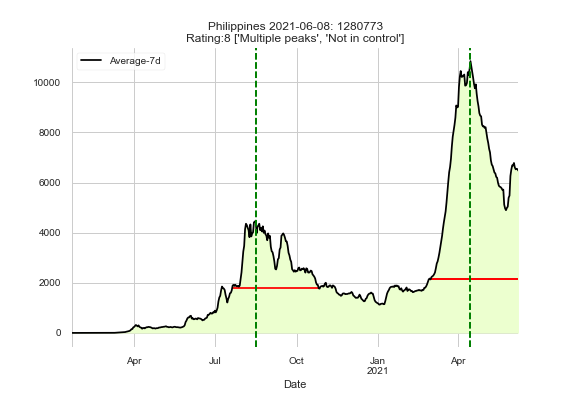 Philippines 2021-06-08: 1280773
Rating:8 ['Multiple peaks', 'Not in control']
Average-7d
10000
8000
6000
4000
2000
0
Apr
Jul
Oct
Jan
2021
Apr
Date